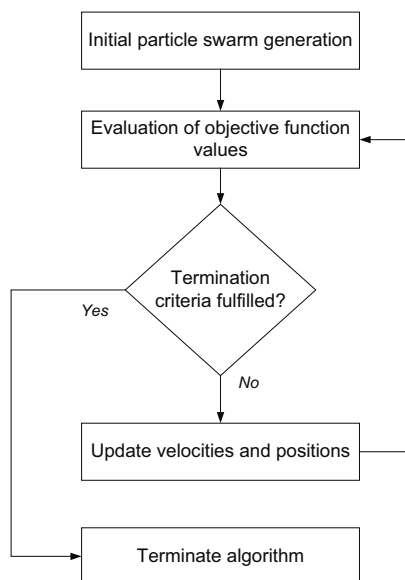 Initial particle swarm generation
Evaluation of objective function
values
Termination
criteria fulfilled?
Yes
No
Update velocities and positions
Terminate algorithm